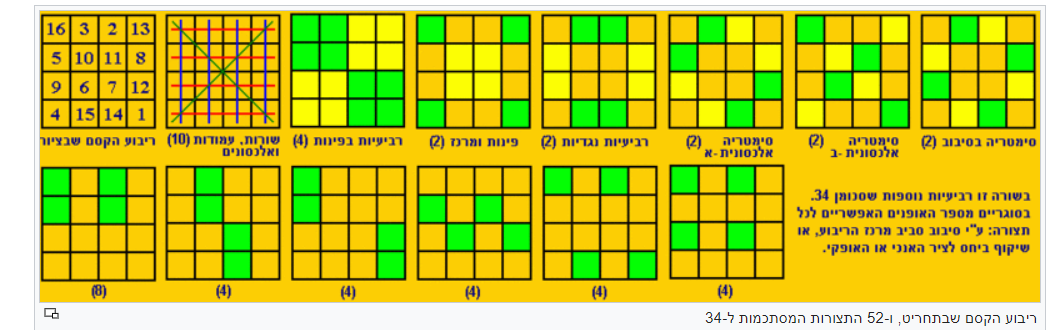 16 3 2 13
5 10 11 8
9 6 7 12
4 15 14 1
ריבוע הקסם שבציור
שורות, עמודות (10)
ואלכסונים
רביעיות בפינות (4)
פינות ומרכז (2)
רביעיות נגדיות (2)
סימטריה (2)
אלכסונית -א
סימטריה (2)
אלכסונית -ב
סימטריה בסיבוב (2)
(8)
(4)
(4)
(4)
(4)
(4)
בשורה זו רביעיות נוספות שסכומן 34.
בסוגריים מספר האופנים האפשריים לכל
תצורה: ע"י סיבוב סביב מרכז הריבוע, או
שיקוף ביחס לציר האנכי או האופקי.
ריבוע הקסם שבתחריט, ו-52 התצורות המסתכמות ל-34